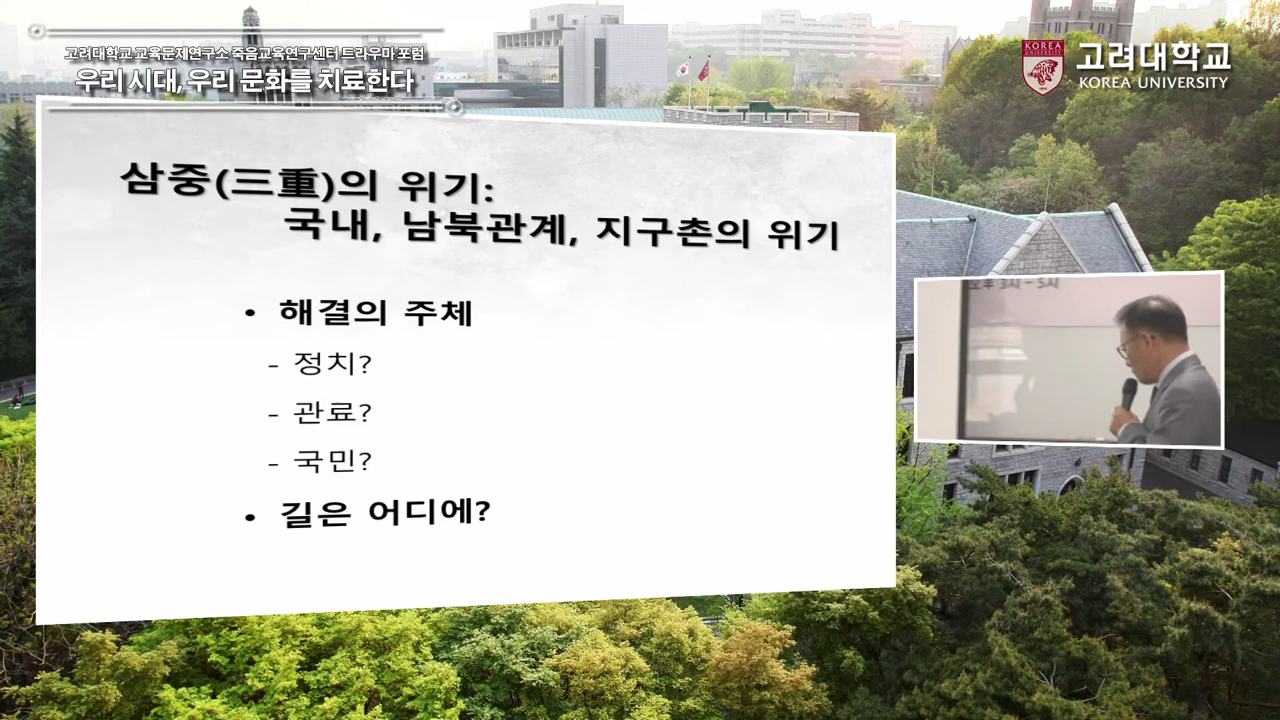 고려대학교 교육문제연구소 죽음교육연구센터 트라우마 포럼
우리 시대, 우리 문화를 치료한다
KOREA
UNIVERSITY
고려대학교
KOREA UNIVERSITY
삼중(三重)의 위기:
국내, 남북관계, 지구촌의 위기
• 해결의 주체
- 정치?
- 관료?
- 국민?
• 길은 어디에?
오후 3시 - 5시